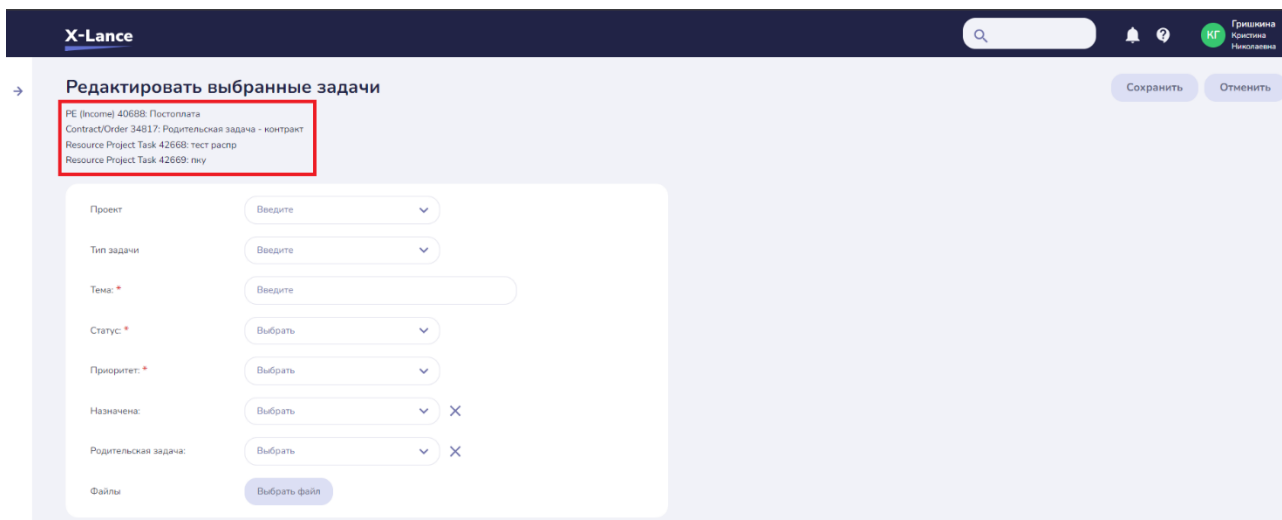 X-Lance
КГ
Гришкина
Кристина
Николаевна
Редактировать выбранные задачи
Сохранить
Отменить
PE (Income) 40688: Постоплата
Contract/Order 34817: Родительская задача - контракт
Resource Project Task 42668: тест распр
Resource Project Task 42669: пку
Проект
Введите
Тип задачи
Введите
Тема: *
Введите
Статус: *
Выбрать
Приоритет: *
Выбрать
Назначена:
Выбрать
Родительская задача:
Выбрать
Файлы
Выбрать файл